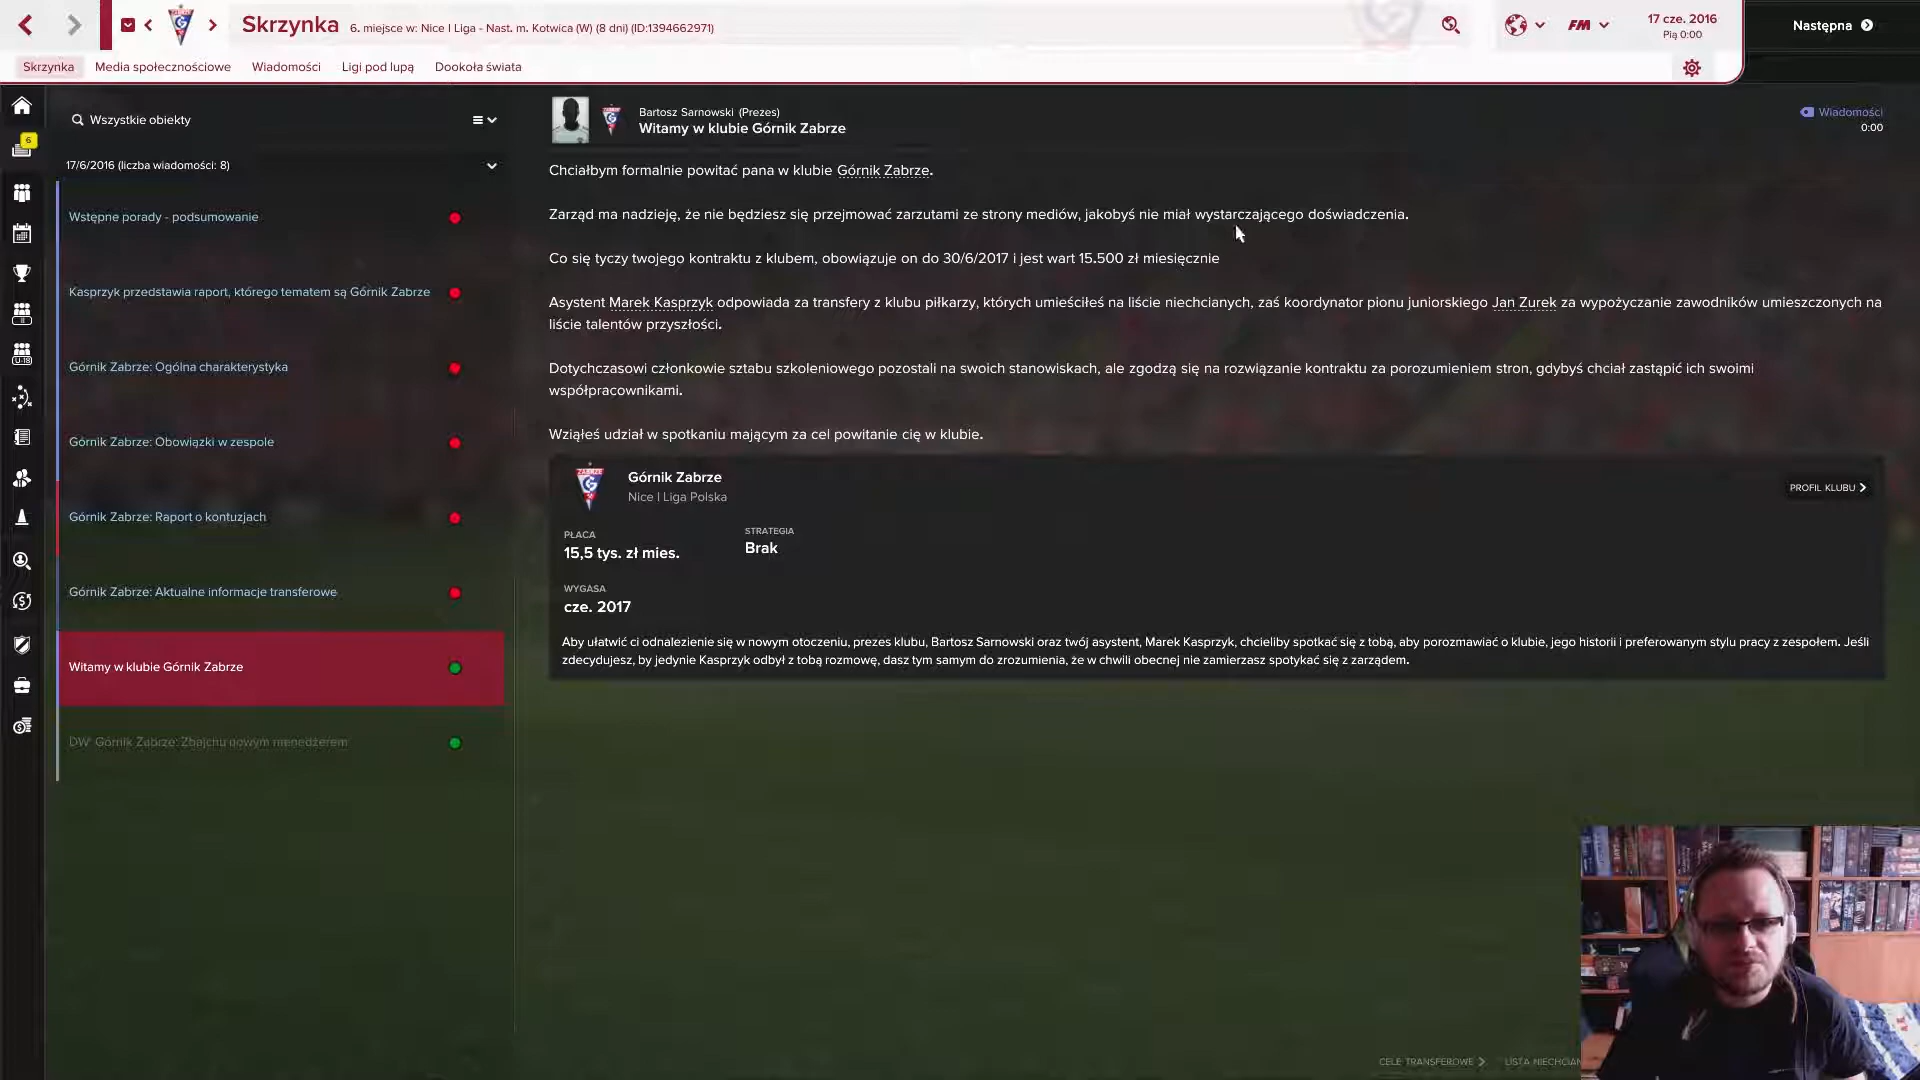 Skrzynka
6. miejsce w: Nice I Liga - Nast. m. Kotwica (W) (8 dni) (ID:1394662971)
FM
17 cze. 2016
Pią 0:00
Następna
Skrzynka
Media społecznościowe
Wiadomości
Ligi pod lupą
Dookoła świata
Wszystkie obiekty
6
17/6/2016 (liczba wiadomości: 8)
Wstępne porady - podsumowanie
Kasprzyk przedstawia raport, którego tematem są Górnik Zabrze
Górnik Zabrze: Ogólna charakterystyka
Górnik Zabrze: Obowiązki w zespole
Górnik Zabrze: Raport o kontuzjach
Górnik Zabrze: Aktualne informacje transferowe
Witamy w klubie Górnik Zabrze
DW: Górnik Zabrze: Zbajchu nowym menedżerem
II
U-18
Bartosz Sarnowski (Prezes)
Witamy w klubie Górnik Zabrze
Wiadomości
0:00
Chciałbym formalnie powitać pana w klubie Górnik Zabrze.
Zarząd ma nadzieję, że nie będziesz się przejmować zarzutami ze strony mediów, jakobyś nie miał wystarczającego doświadczenia.
Co się tyczy twojego kontraktu z klubem, obowiązuje on do 30/6/2017 i jest wart 15.500 zł miesięcznie
Asystent Marek Kasprzyk odpowiada za transfery z klubu piłkarzy, których umieściłeś na liście niechcianych, zaś koordynator pionu juniorskiego Jan Zurek za wypożyczanie zawodników umieszczonych na
liście talentów przyszłości.
Dotychczasowi członkowie sztabu szkoleniowego pozostali na swoich stanowiskach, ale zgodzą się na rozwiązanie kontraktu za porozumieniem stron, gdybyś chciał zastąpić ich swoimi
współpracownikami.
Wziąłeś udział w spotkaniu mającym za cel powitanie cię w klubie.
Górnik Zabrze
Nice I Liga Polska
PROFIL KLUBU
PŁACA
15,5 tys. zł mies.
STRATEGIA
Brak
WYGASA
cze. 2017
Aby ułatwić ci odnalezienie się w nowym otoczeniu, prezes klubu, Bartosz Sarnowski oraz twój asystent, Marek Kasprzyk, chcieliby spotkać się z tobą, aby porozmawiać o klubie, jego historii i preferowanym stylu pracy z zespołem. Jeśli
zdecydujesz, by jedynie Kasprzyk odbył z tobą rozmowę, dasz tym samym do zrozumienia, że w chwili obecnej nie zamierzasz spotykać się z zarządem.
CELE TRANSFEROWE
LISTA NIECHCIAN